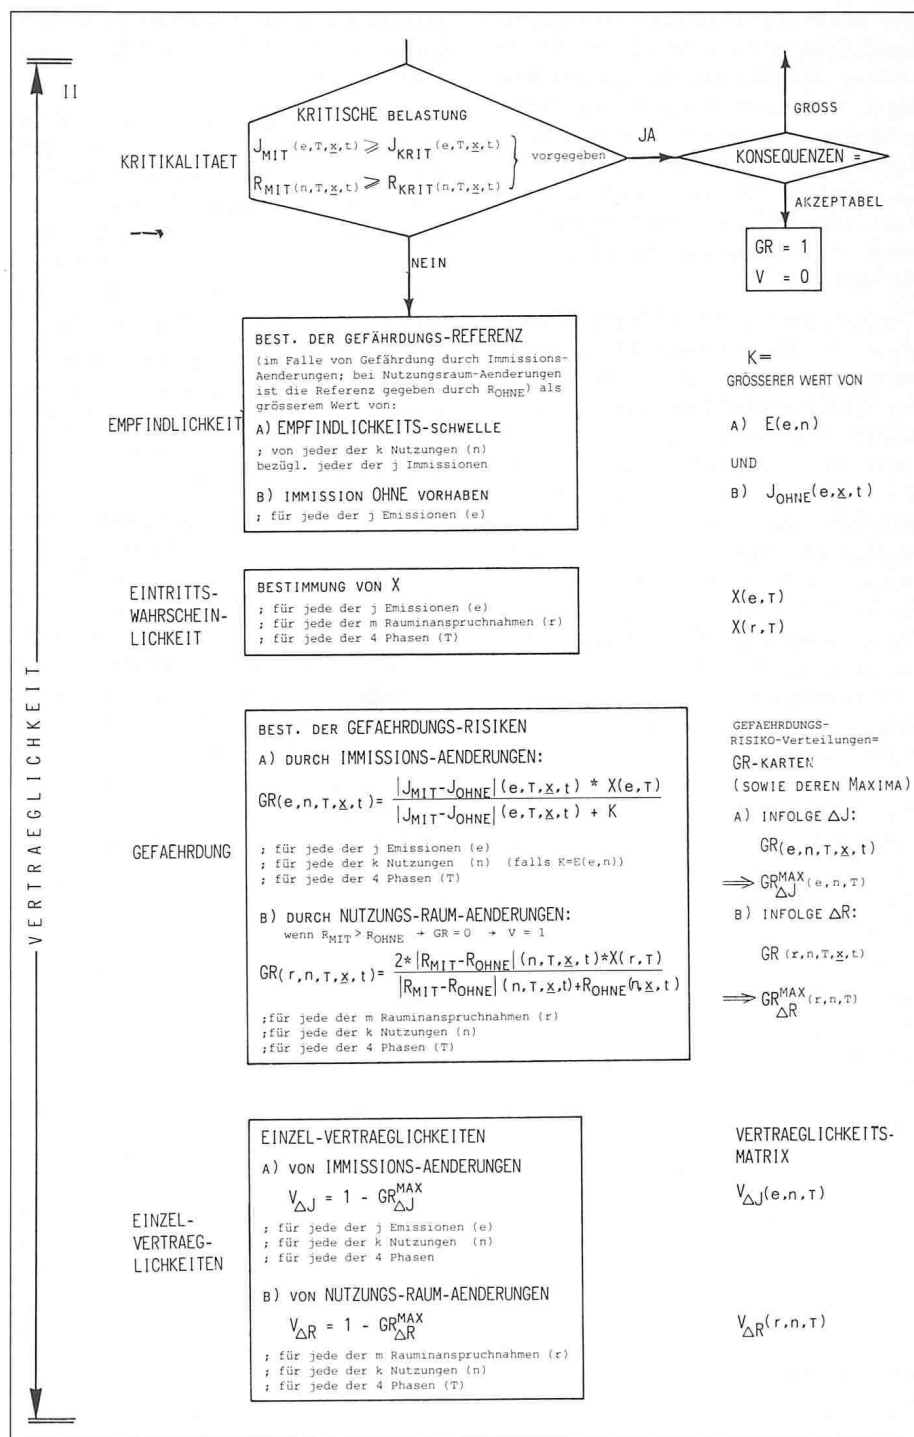 II
VERTRAEGLICHKEIT
KRITIKALITAET
KRITISCHE BELASTUNG
J_MIT (e,T,x,t) ⩾ J_KRIT (e,T,x,t)
R_MIT (n,T,x,t) ⩾ R_KRIT (n,T,x,t)
vorgegeben
JA
GROSS
KONSEQUENZEN =
AKZEPTABEL
GR = 1
V = 0
NEIN
EMPFINDLICHKEIT
BEST. DER GEFÄHRDUNGS-REFERENZ
(im Falle von Gefährdung durch Immissions-
Aenderungen; bei Nutzungsraum-Aenderungen
ist die Referenz gegeben durch R_OHNE) als
grösserem Wert von:
A) EMPFINDLICHKEITS-SCHWELLE
; von jeder der k Nutzungen (n)
bezügl. jeder der j Immissionen
B) IMMISSION OHNE VORHABEN
; für jede der j Emissionen (e)
K=
GRÖSSERER WERT VON
A) E(e,n)
UND
B) J_OHNE(e,x,t)
EINTRITTS-
WAHRSCHEIN-
LICHKEIT
BESTIMMUNG VON X
; für jede der j Emissionen (e)
; für jede der m Rauminanspruchnahmen (r)
; für jede der 4 Phasen (T)
X(e,T)
X(r,T)
GEFAEHRDUNG
BEST. DER GEFAEHRDUNGS-RISIKEN
A) DURCH IMMISSIONS-AENDERUNGEN:
GR(e,n,T,x,t)= |J_MIT-J_OHNE|(e,T,x,t) * X(e,T) / |J_MIT-J_OHNE|(e,T,x,t) + K
; für jede der j Emissionen (e)
; für jede der k Nutzungen (n) (falls K=E(e,n))
; für jede der 4 Phasen (T)
B) DURCH NUTZUNGS-RAUM-AENDERUNGEN:
wenn R_MIT > R_OHNE → GR = 0 → V = 1
GR(r,n,T,x,t)= 2*|R_MIT-R_OHNE|(n,T,x,t)*X(r,T) / |R_MIT-R_OHNE|(n,T,x,t)+R_OHNE(n,x,t)
;für jede der m Rauminanspruchnahmen (r)
;für jede der k Nutzungen (n)
;für jede der 4 Phasen (T)
GEFAEHRDUNGS-
RISIKO-Verteilungen=
GR-KARTEN
(SOWIE DEREN MAXIMA)
A) INFOLGE △J:
GR(e,n,T,x,t)
⟹ GR^MAX_△J (e,n,T)
B) INFOLGE △R:
GR (r,n,T,x,t)
⟹ GR^MAX_△R (r,n,T)
EINZEL-
VERTRAEG-
LICHKEITEN
EINZEL-VERTRAEGLICHKEITEN
A) VON IMMISSIONS-AENDERUNGEN
V_△J = 1 - GR^MAX_△J
; für jede der j Emissionen (e)
; für jede der k Nutzungen (n)
; für jede der 4 Phasen
B) VON NUTZUNGS-RAUM-AENDERUNGEN
V_△R = 1 - GR^MAX_△R
; für jede der m Rauminanspruchnahmen (r)
; für jede der k Nutzungen (n)
; für jede der 4 Phasen (T)
VERTRAEGLICHKEITS-
MATRIX
V_△J(e,n,T)
V_△R(r,n,T)